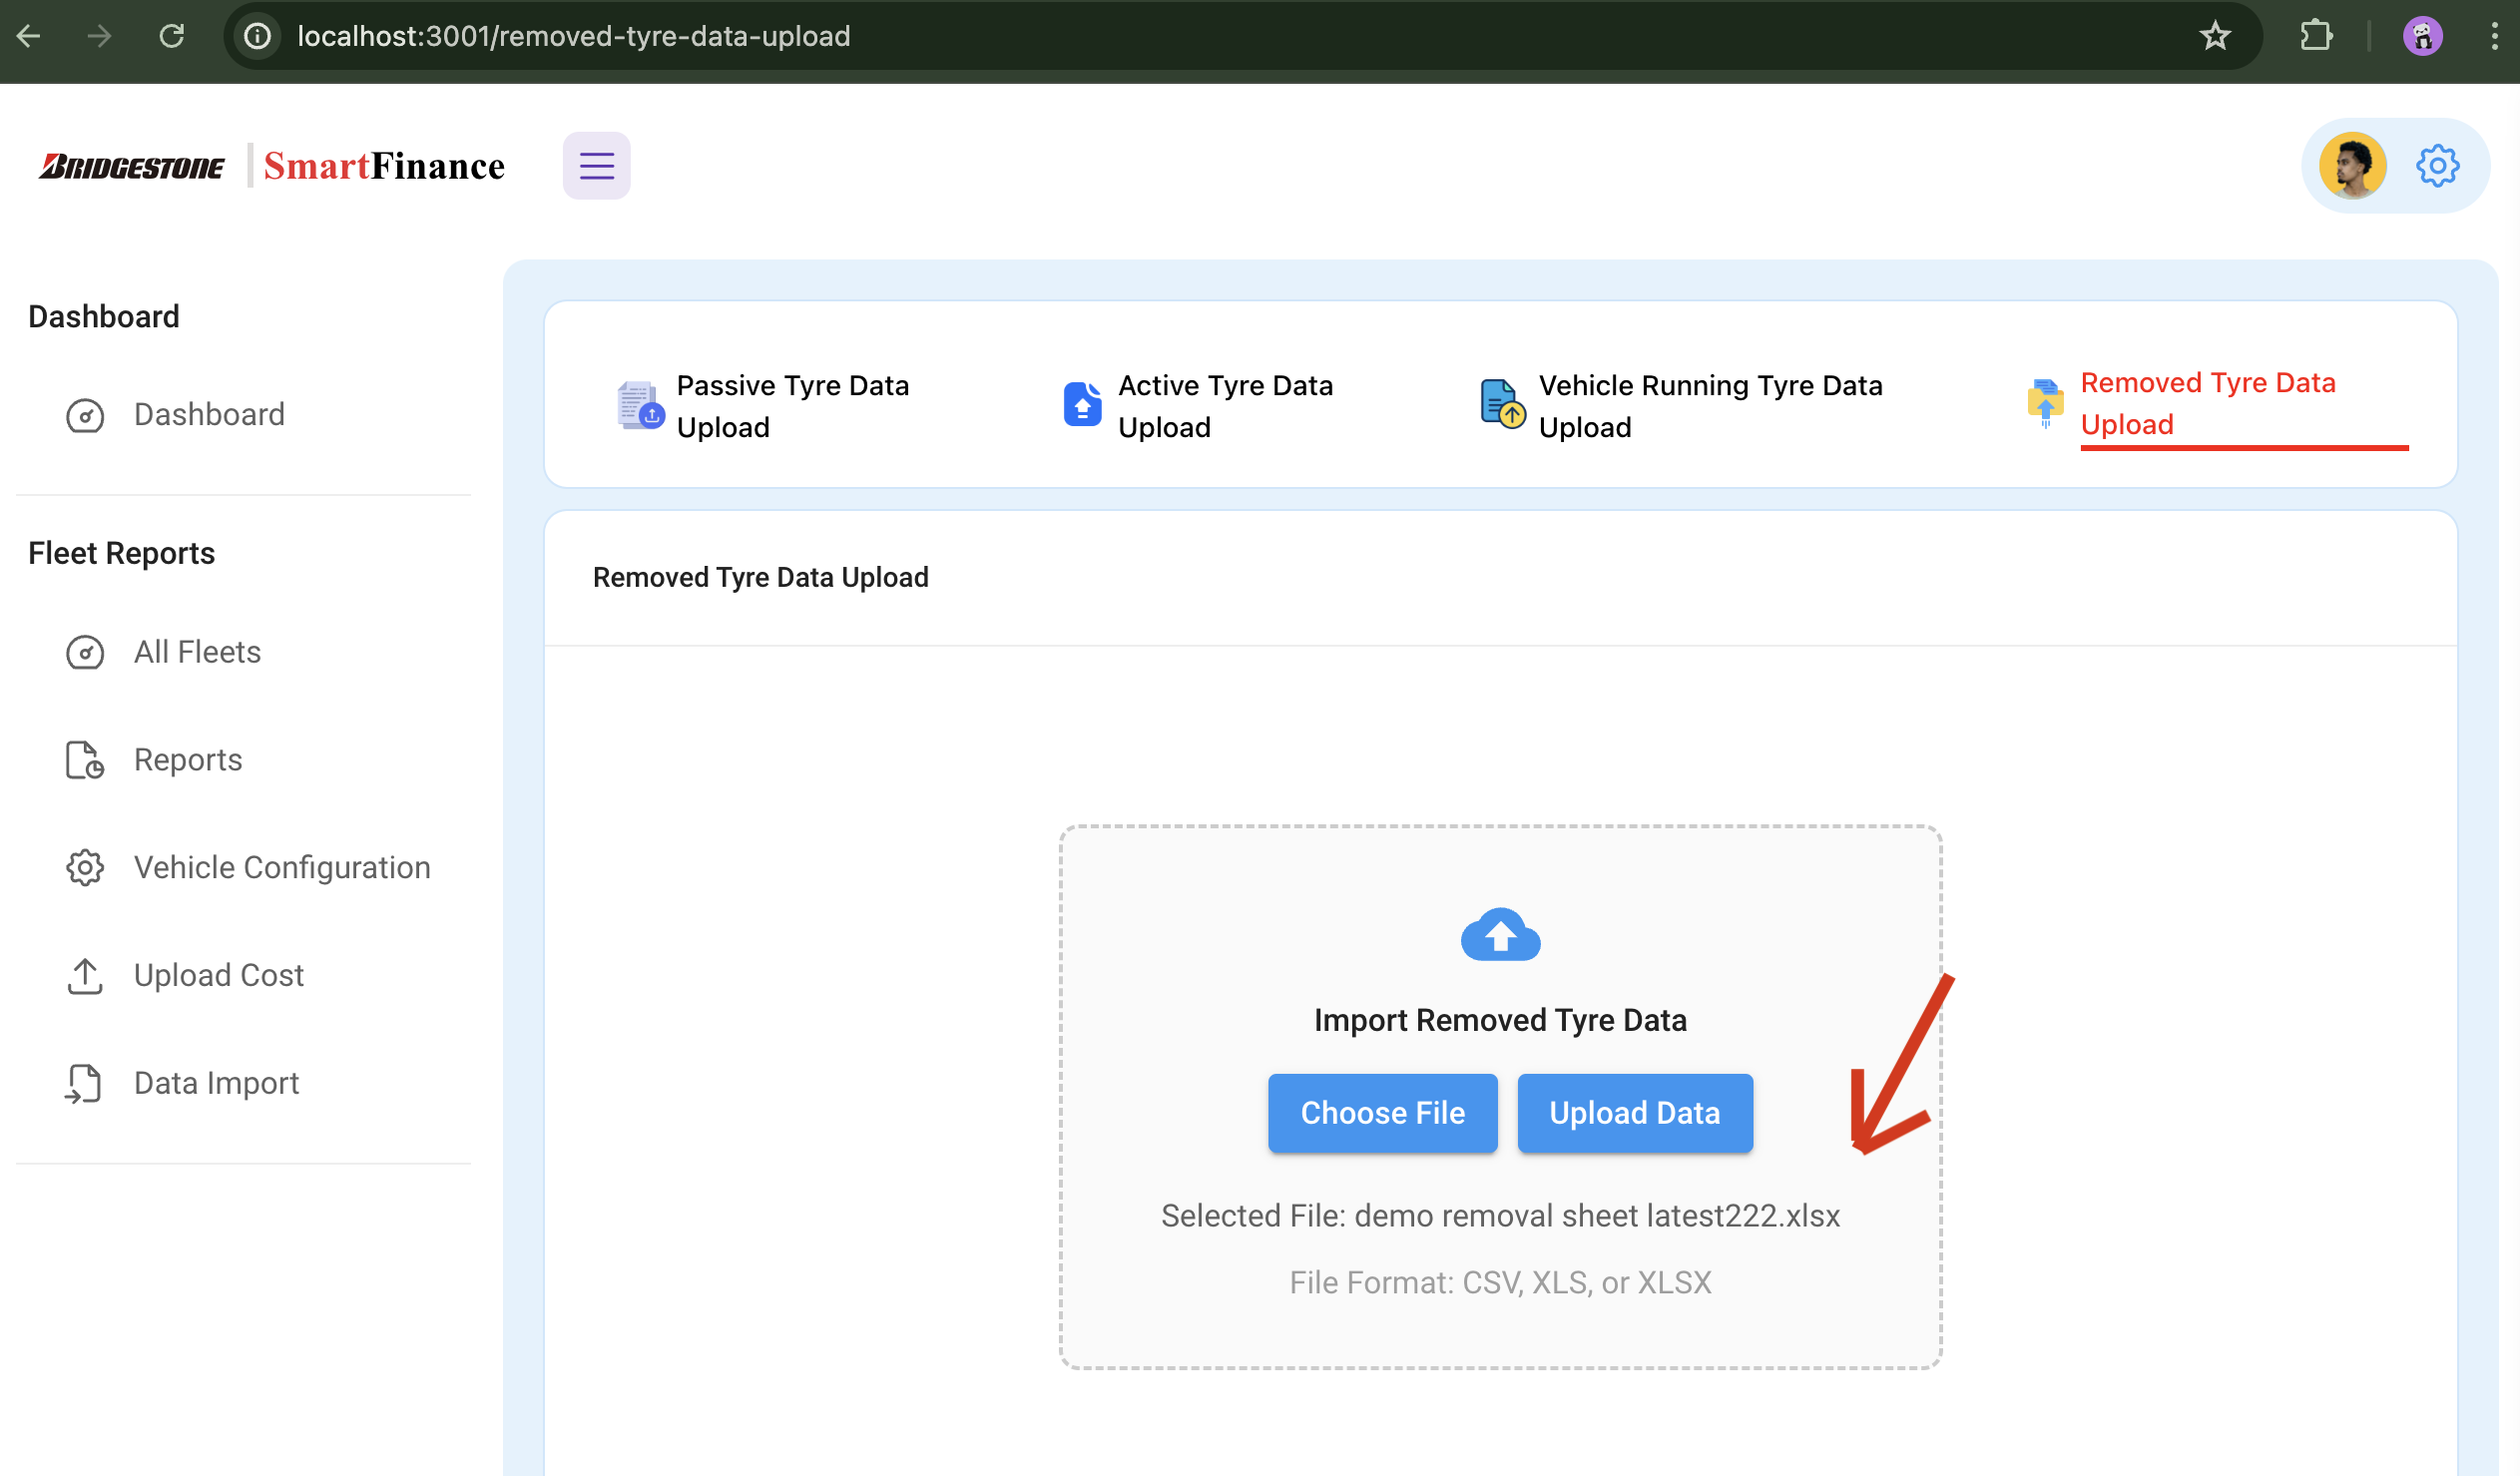 localhost:3001/removed-tyre-data-upload
BRIDGESTONE SmartFinance
Dashboard
Dashboard
Fleet Reports
All Fleets
Reports
Vehicle Configuration
Upload Cost
Data Import
Passive Tyre Data
Upload
Active Tyre Data
Upload
Vehicle Running Tyre Data
Upload
Removed Tyre Data
Upload
Removed Tyre Data Upload
Import Removed Tyre Data
Choose File
Upload Data
Selected File: demo removal sheet latest222.xlsx
File Format: CSV, XLS, or XLSX